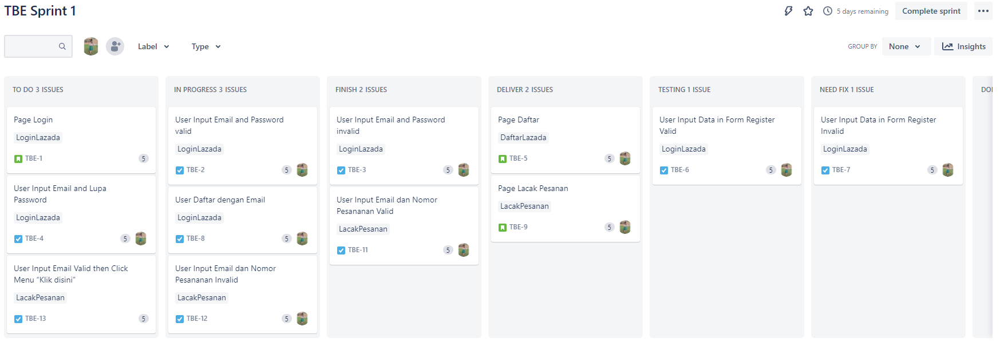 TBE Sprint 1
5 days remaining
Complete sprint
Label
Type
GROUP BY
None
Insights
TO DO 3 ISSUES
Page Login
LoginLazada
TBE-1
5
User Input Email and Lupa
Password
LoginLazada
TBE-4
5
User Input Email Valid then Click
Menu “Klik disini”
LacakPesanan
TBE-13
5
IN PROGRESS 3 ISSUES
User Input Email and Password
valid
LoginLazada
TBE-2
5
User Daftar dengan Email
LoginLazada
TBE-8
5
User Input Email dan Nomor
Pesananan Invalid
LacakPesanan
TBE-12
5
FINISH 2 ISSUES
User Input Email and Password
invalid
LoginLazada
TBE-3
5
User Input Email dan Nomor
Pesananan Valid
LacakPesanan
TBE-11
5
DELIVER 2 ISSUES
Page Daftar
DaftarLazada
TBE-5
5
Page Lacak Pesanan
LacakPesanan
TBE-9
5
TESTING 1 ISSUE
User Input Data in Form Register
Valid
LoginLazada
TBE-6
5
NEED FIX 1 ISSUE
User Input Data in Form Register
Invalid
LoginLazada
TBE-7
5